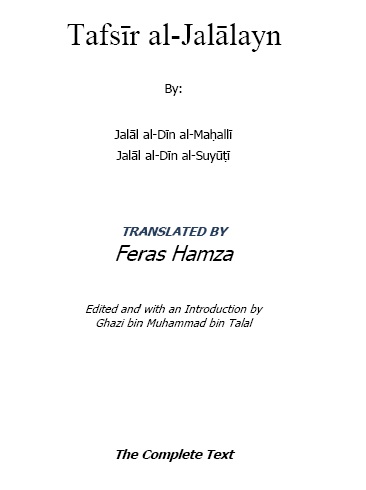 Tafsīr al-Jalālayn
By:
Jalāl al-Dīn al-Maḥallī
Jalāl al-Dīn al-Suyūṭī
TRANSLATED BY
Feras Hamza
Edited and with an Introduction by
Ghazi bin Muhammad bin Talal
The Complete Text